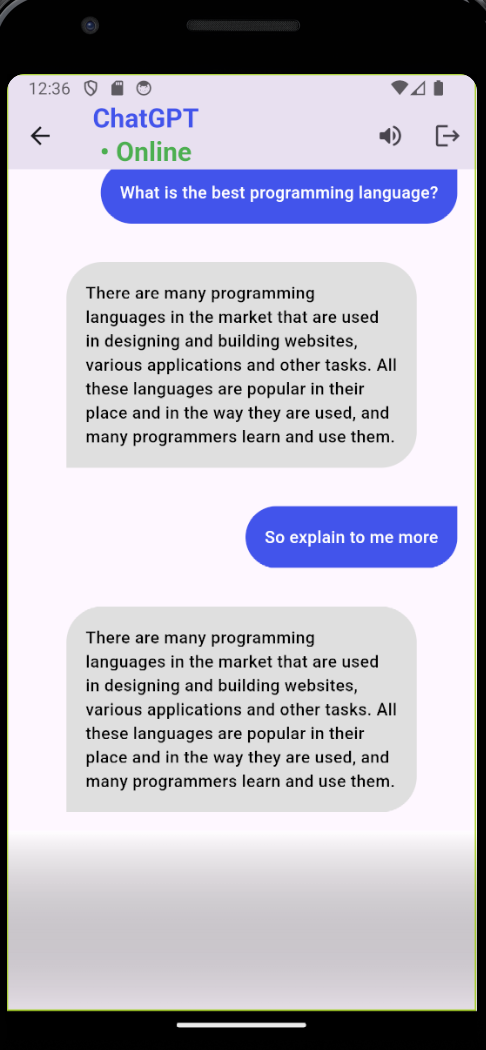 12:36
ChatGPT
• Online
What is the best programming language?
There are many programming
languages in the market that are used
in designing and building websites,
various applications and other tasks. All
these languages are popular in their
place and in the way they are used, and
many programmers learn and use them.
So explain to me more
There are many programming
languages in the market that are used
in designing and building websites,
various applications and other tasks. All
these languages are popular in their
place and in the way they are used, and
many programmers learn and use them.